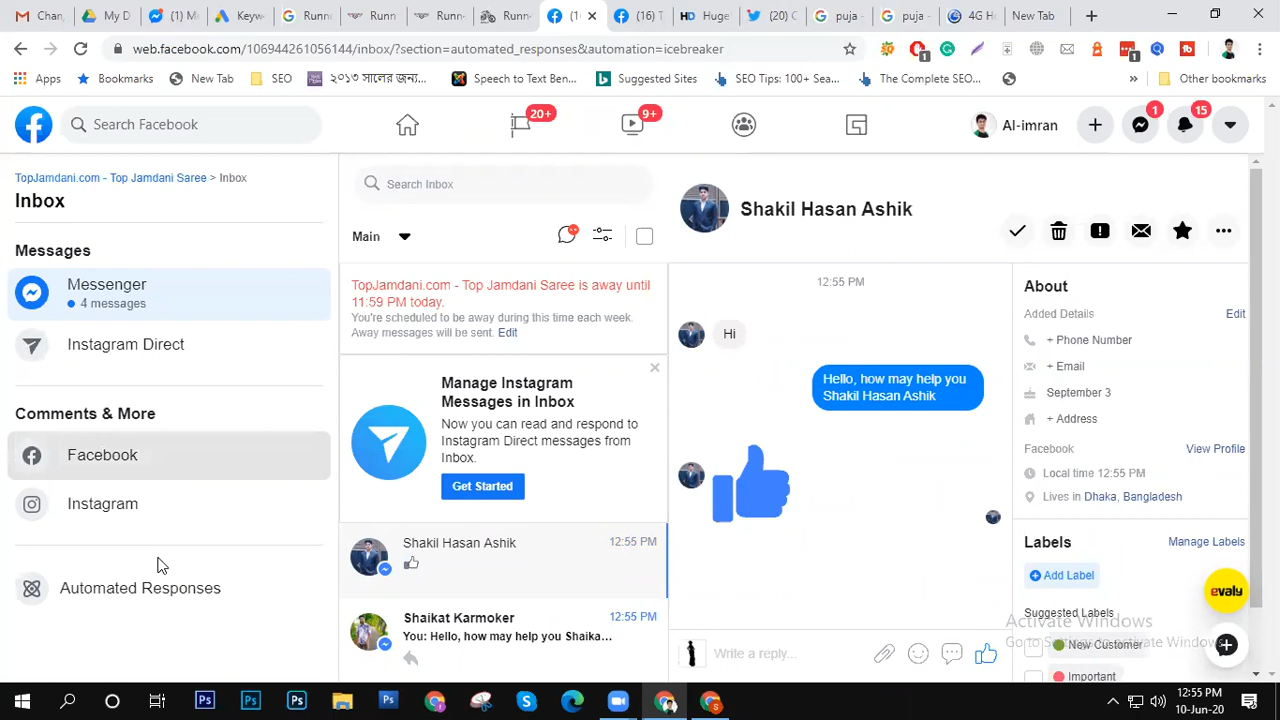 My D
(10)
Keyw
Runn
Runn
Runn
(1
(16) T
Huge
(20) C
puja -
puja -
4G H
New Tab
web.facebook.com/106944261056144/inbox/?section=automated_responses&automation=icebreaker
Apps
Bookmarks
New Tab
SEO
২০১৩ সালের জন্য...
Speech to Text Ben...
Suggested Sites
SEO Tips: 100+ Sea...
The Complete SEO...
Other bookmarks
Search Facebook
20+
9+
Al-imran
1
15
TopJamdani.com - Top Jamdani Saree > Inbox
Inbox
Messages
Messenger
4 messages
Instagram Direct
Comments & More
Facebook
Instagram
Automated Responses
Search Inbox
Main
TopJamdani.com - Top Jamdani Saree is away until
11:59 PM today.
You're scheduled to be away during this time each week.
Away messages will be sent. Edit
Manage Instagram
Messages in Inbox
Now you can read and respond to
Instagram Direct messages from
Inbox.
Get Started
Shakil Hasan Ashik
12:55 PM
Shaikat Karmoker
12:55 PM
You: Hello, how may help you Shaika...
Shakil Hasan Ashik
12:55 PM
Hi
Hello, how may help you
Shakil Hasan Ashik
Write a reply...
About
Added Details
Edit
+ Phone Number
+ Email
September 3
+ Address
Facebook
View Profile
Local time 12:55 PM
Lives in Dhaka, Bangladesh
Labels
Manage Labels
Add Label
Suggested Labels
New Customer
Important
evaly
Activate Windows
Go to Settings to activate Windows.
12:55 PM
10-Jun-20